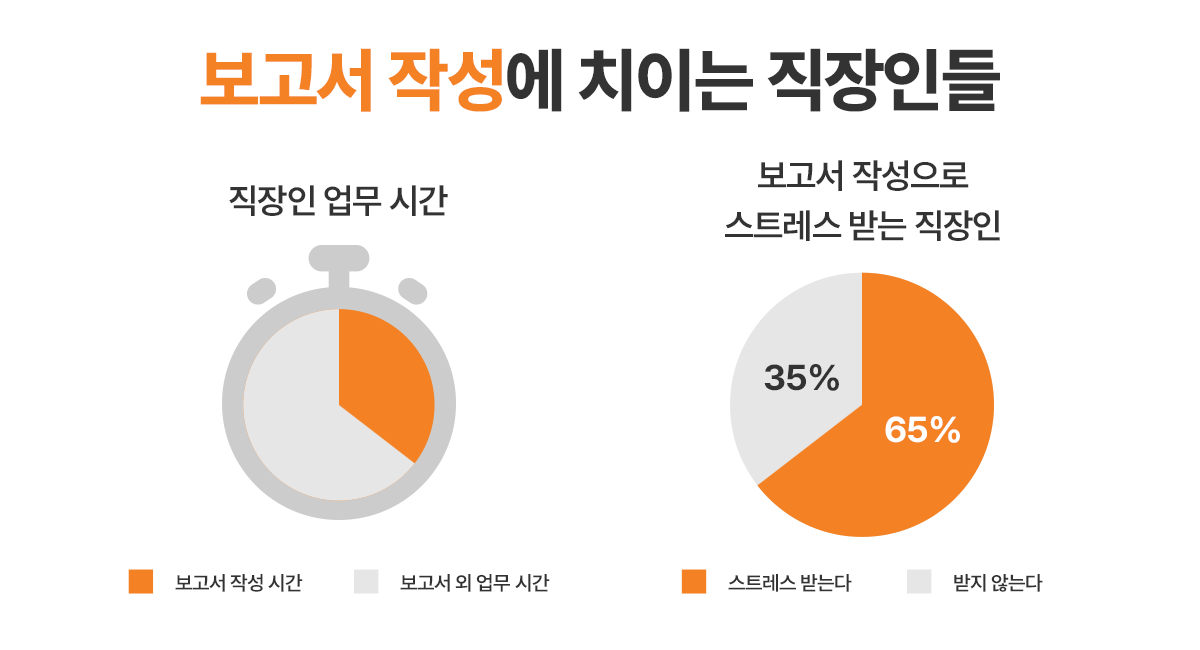 보고서 작성에 치이는 직장인들
직장인 업무 시간
보고서 작성 시간
보고서 외 업무 시간
보고서 작성으로
스트레스 받는 직장인
35%
65%
스트레스 받는다
받지 않는다